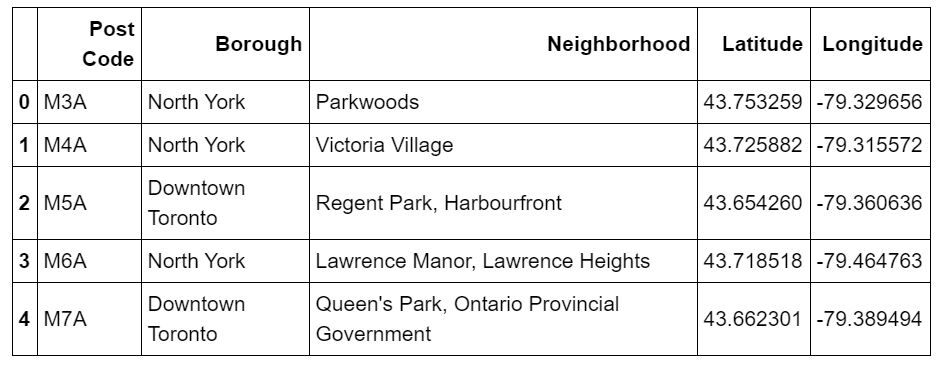 Post Code Borough Neighborhood Latitude Longitude
0 M3A North York Parkwoods 43.753259 -79.329656
1 M4A North York Victoria Village 43.725882 -79.315572
2 M5A Downtown Toronto Regent Park, Harbourfront 43.654260 -79.360636
3 M6A North York Lawrence Manor, Lawrence Heights 43.718518 -79.464763
4 M7A Downtown Toronto Queen's Park, Ontario Provincial Government 43.662301 -79.389494